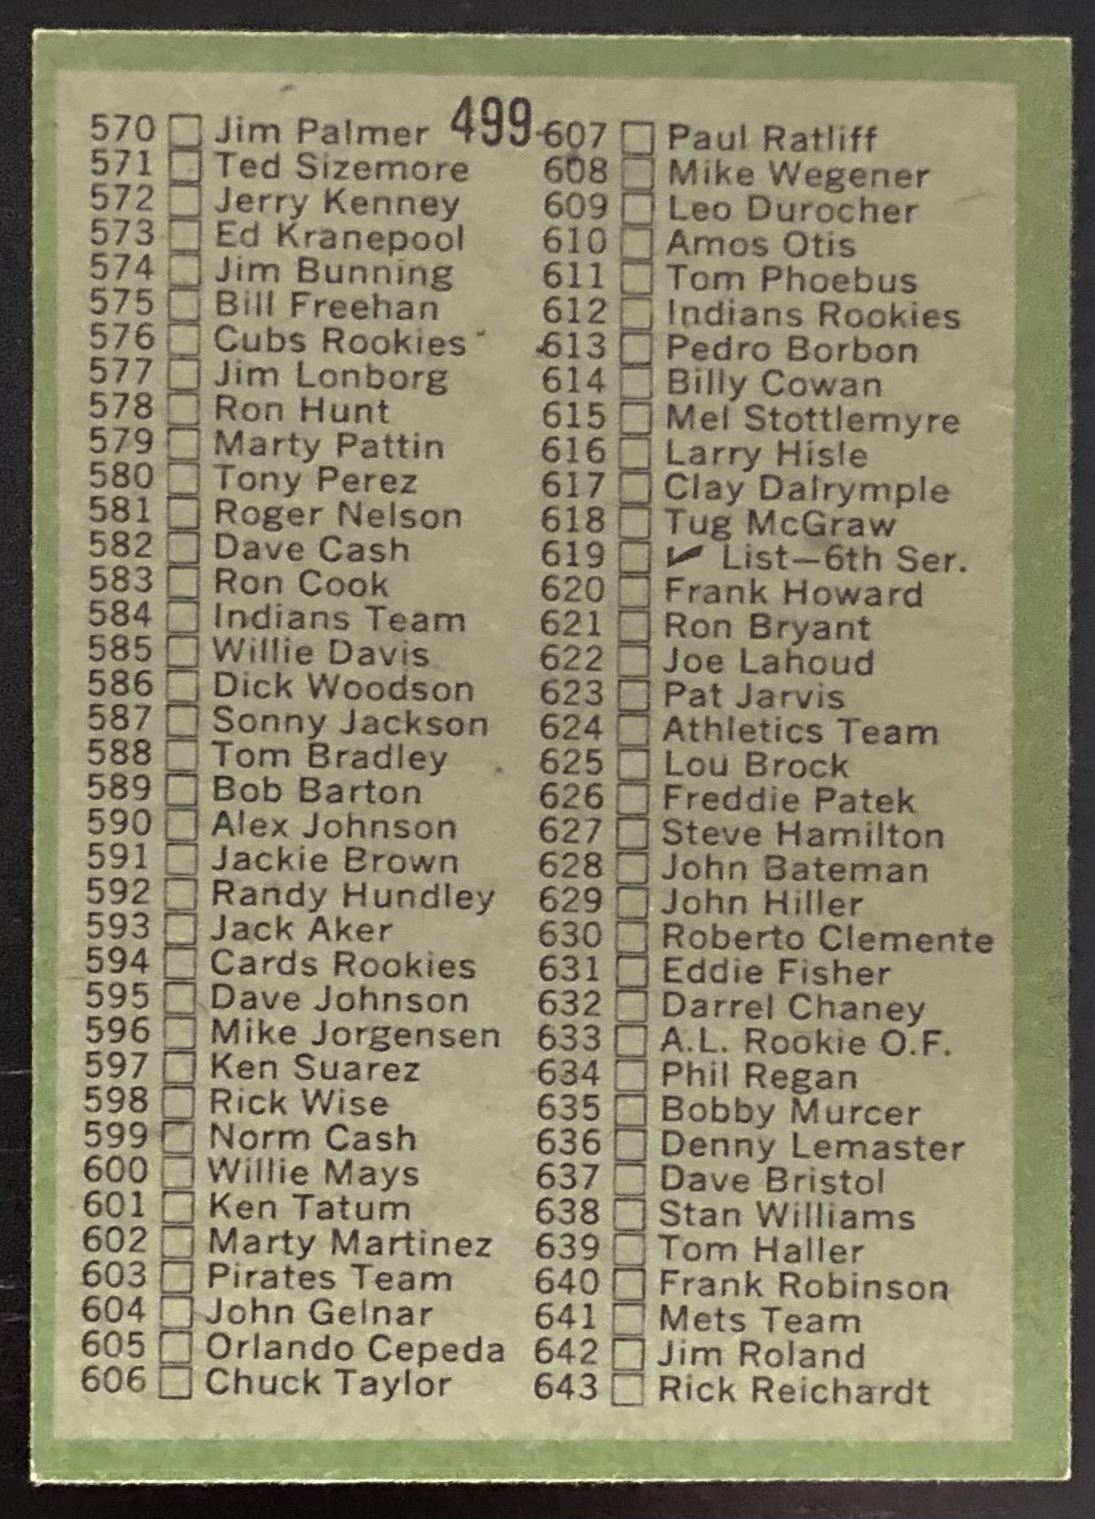 499
570 Jim Palmer
571 Ted Sizemore
572 Jerry Kenney
573 Ed Kranepool
574 Jim Bunning
575 Bill Freehan
576 Cubs Rookies
577 Jim Lonborg
578 Ron Hunt
579 Marty Pattin
580 Tony Perez
581 Roger Nelson
582 Dave Cash
583 Ron Cook
584 Indians Team
585 Willie Davis
586 Dick Woodson
587 Sonny Jackson
588 Tom Bradley
589 Bob Barton
590 Alex Johnson
591 Jackie Brown
592 Randy Hundley
593 Jack Aker
594 Cards Rookies
595 Dave Johnson
596 Mike Jorgensen
597 Ken Suarez
598 Rick Wise
599 Norm Cash
600 Willie Mays
601 Ken Tatum
602 Marty Martinez
603 Pirates Team
604 John Gelnar
605 Orlando Cepeda
606 Chuck Taylor
607 Paul Ratliff
608 Mike Wegener
609 Leo Durocher
610 Amos Otis
611 Tom Phoebus
612 Indians Rookies
613 Pedro Borbon
614 Billy Cowan
615 Mel Stottlemyre
616 Larry Hisle
617 Clay Dalrymple
618 Tug McGraw
619 ✔ List—6th Ser.
620 Frank Howard
621 Ron Bryant
622 Joe Lahoud
623 Pat Jarvis
624 Athletics Team
625 Lou Brock
626 Freddie Patek
627 Steve Hamilton
628 John Bateman
629 John Hiller
630 Roberto Clemente
631 Eddie Fisher
632 Darrel Chaney
633 A.L. Rookie O.F.
634 Phil Regan
635 Bobby Murcer
636 Denny Lemaster
637 Dave Bristol
638 Stan Williams
639 Tom Haller
640 Frank Robinson
641 Mets Team
642 Jim Roland
643 Rick Reichardt